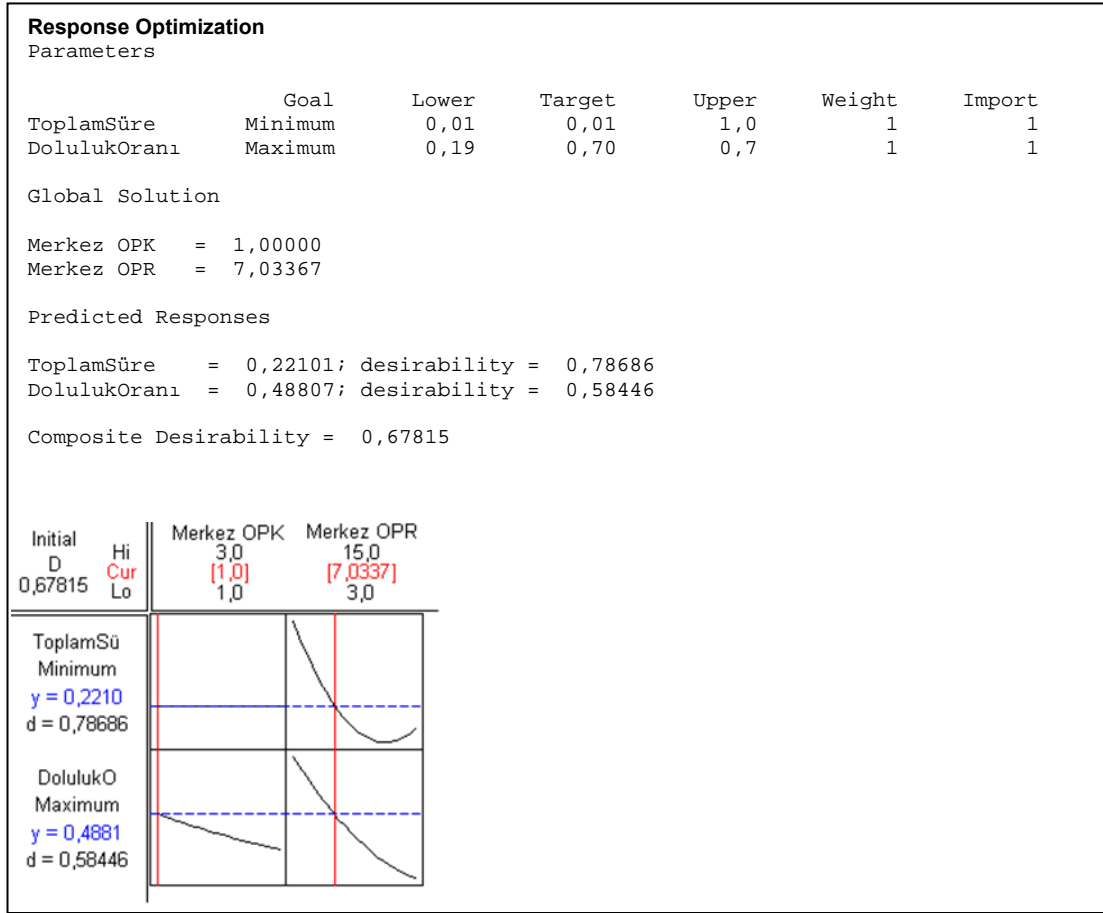 Response Optimization
Parameters
Goal Lower Target Upper Weight Import
ToplamSüre Minimum 0,01 0,01 1,0 1 1
DolulukOranı Maximum 0,19 0,70 0,7 1 1
Global Solution
Merkez OPK = 1,00000
Merkez OPR = 7,03367
Predicted Responses
ToplamSüre = 0,22101; desirability = 0,78686
DolulukOranı = 0,48807; desirability = 0,58446
Composite Desirability = 0,67815
Initial
D
0,67815
Hi
Cur
Lo
Merkez OPK
3,0
[1,0]
1,0
Merkez OPR
15,0
[7,0337]
3,0
ToplamSü
Minimum
y = 0,2210
d = 0,78686
DolulukO
Maximum
y = 0,4881
d = 0,58446